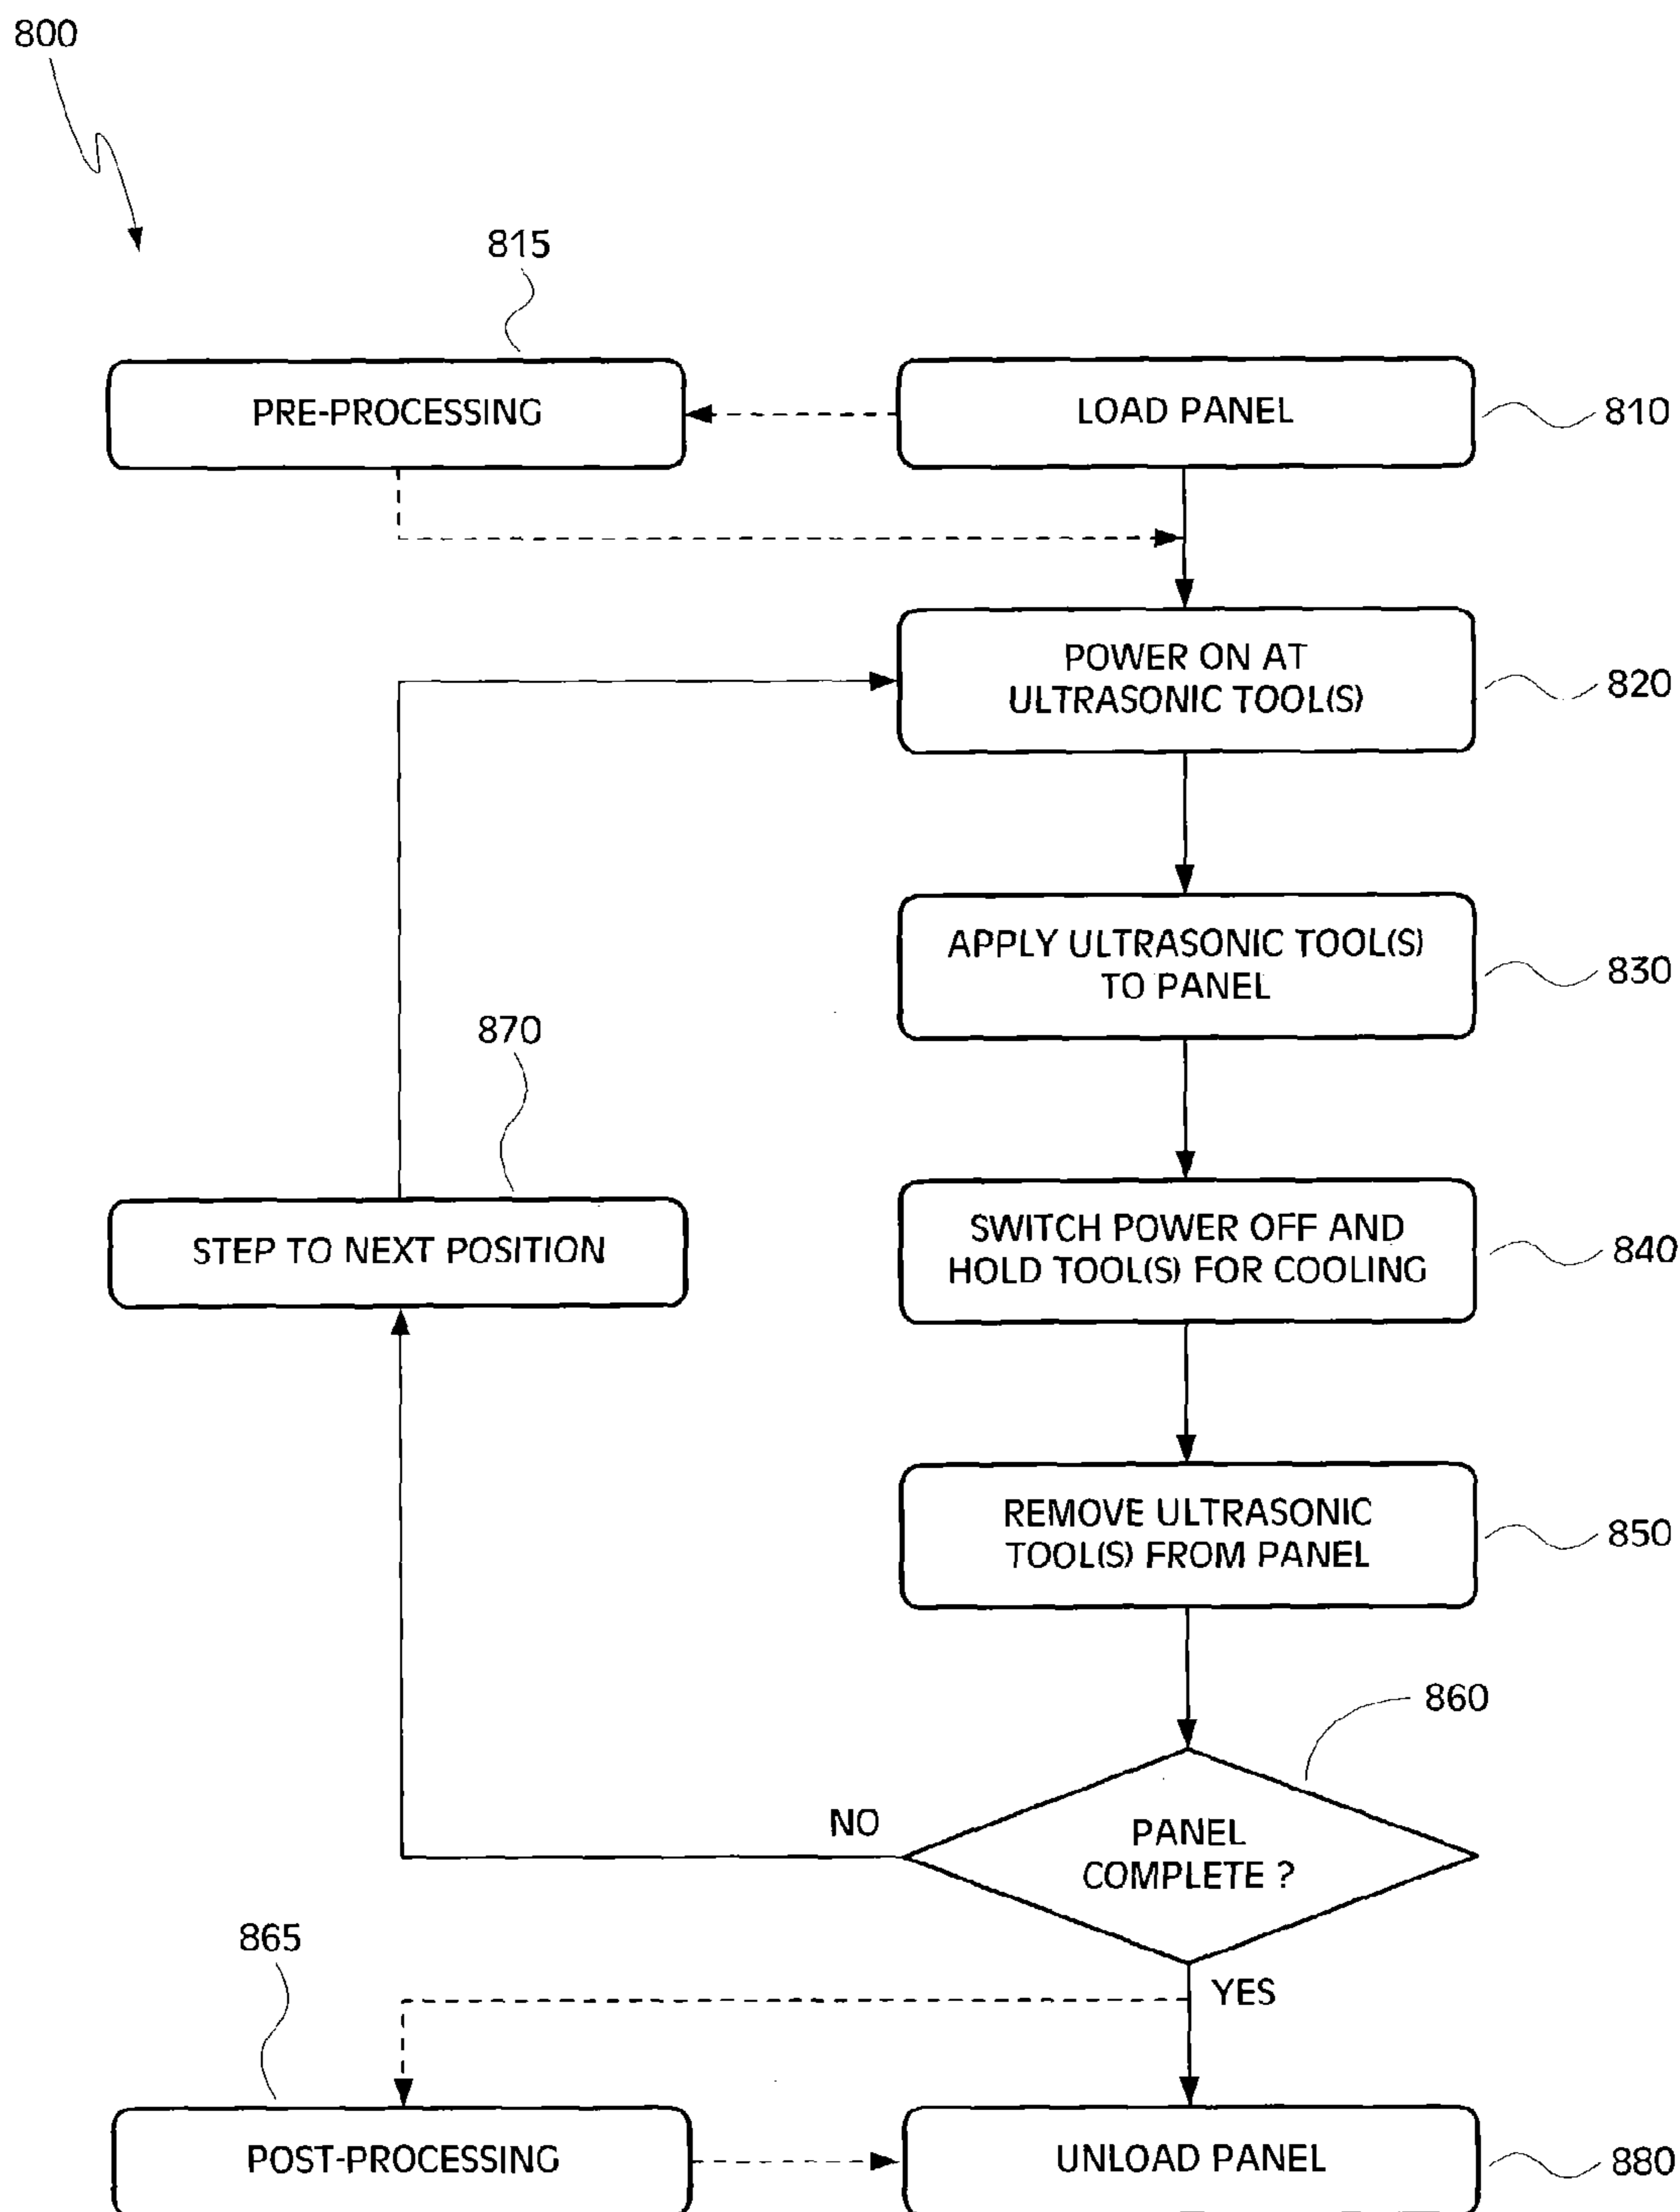 800
815
PRE-PROCESSING
LOAD PANEL
810
POWER ON AT
ULTRASONIC TOOL(S)
820
APPLY ULTRASONIC TOOL(S)
TO PANEL
830
870
STEP TO NEXT POSITION
SWITCH POWER OFF AND
HOLD TOOL(S) FOR COOLING
840
REMOVE ULTRASONIC
TOOL(S) FROM PANEL
850
860
NO
PANEL
COMPLETE ?
865
YES
POST-PROCESSING
UNLOAD PANEL
880